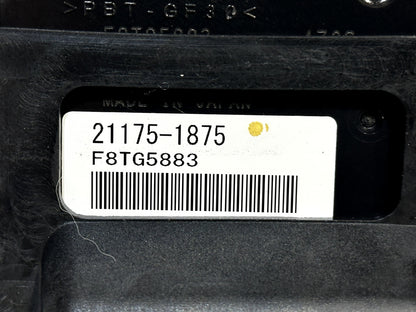 >PBT-GF30<
MADE IN JAPAN
21175-1875
F8TG5883